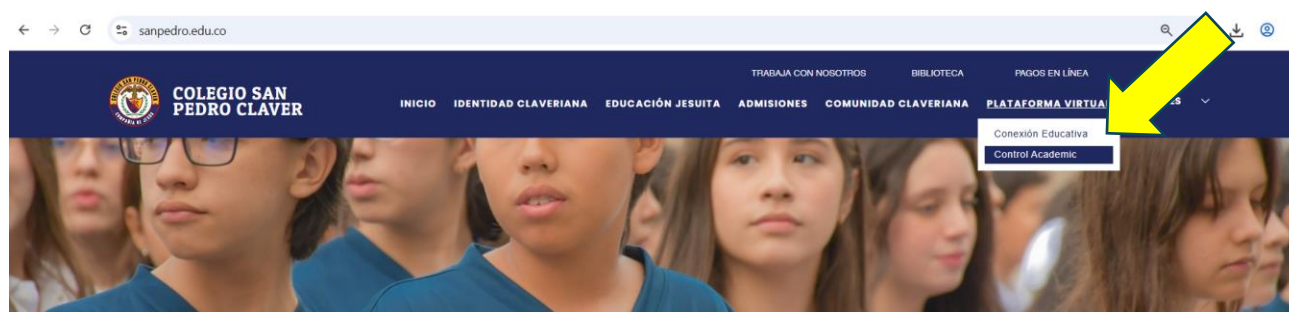 sanpedro.edu.co
TRABAJA CON NOSOTROS BIBLIOTECA PAGOS EN LÍNEA
COLEGIO SAN
PEDRO CLAVER
INICIO IDENTIDAD CLAVERIANA EDUCACIÓN JESUITA ADMISIONES COMUNIDAD CLAVERIANA PLATAFORMA VIRTUAL
Conexión Educativa
Control Academic